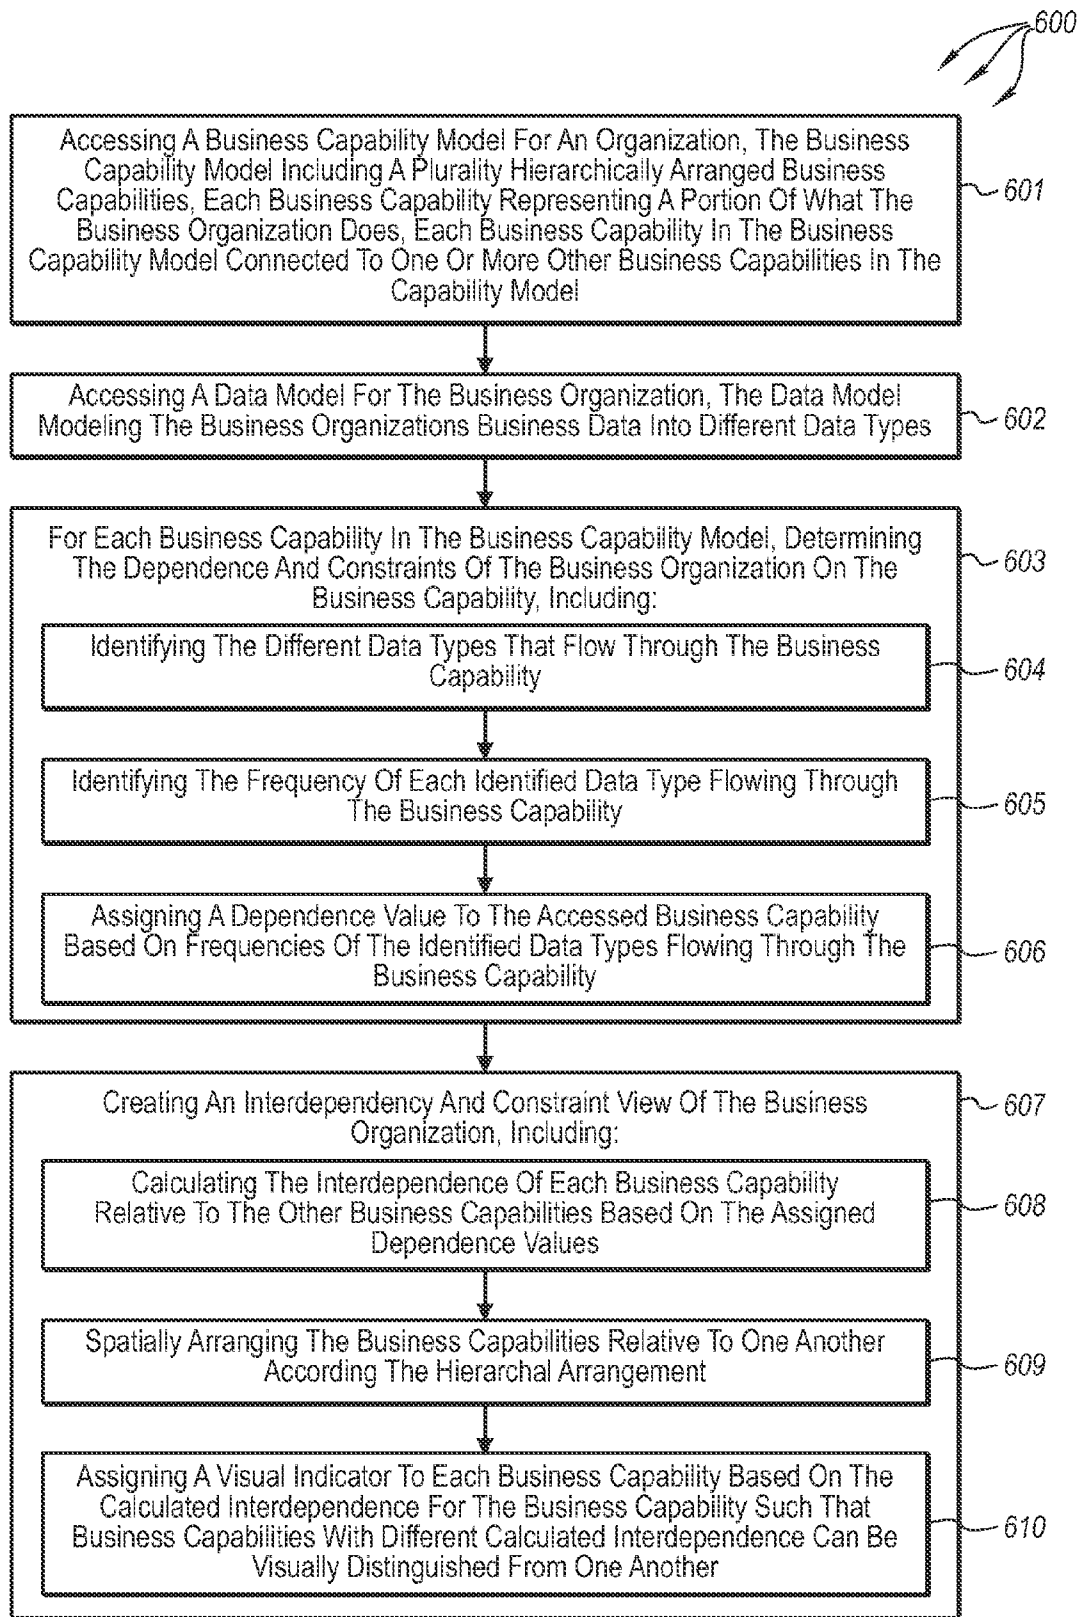 600
Accessing A Business Capability Model For An Organization, The Business
Capability Model Including A Plurality Hierarchically Arranged Business
Capabilities, Each Business Capability Representing A Portion Of What The
Business Organization Does, Each Business Capability In The Business
Capability Model Connected To One Or More Other Business Capabilities In The
Capability Model
601
Accessing A Data Model For The Business Organization, The Data Model
Modeling The Business Organizations Business Data Into Different Data Types
602
For Each Business Capability In The Business Capability Model, Determining
The Dependence And Constraints Of The Business Organization On The
Business Capability, Including:
603
Identifying The Different Data Types That Flow Through The Business
Capability
604
Identifying The Frequency Of Each Identified Data Type Flowing Through
The Business Capability
605
Assigning A Dependence Value To The Accessed Business Capability
Based On Frequencies Of The Identified Data Types Flowing Through The
Business Capability
606
Creating An Interdependency And Constraint View Of The Business
Organization, Including:
607
Calculating The Interdependence Of Each Business Capability
Relative To The Other Business Capabilities Based On The Assigned
Dependence Values
608
Spatially Arranging The Business Capabilities Relative To One Another
According The Hierarchal Arrangement
609
Assigning A Visual Indicator To Each Business Capability Based On The
Calculated Interdependence For The Business Capability Such That
Business Capabilities With Different Calculated Interdependence Can Be
Visually Distinguished From One Another
610